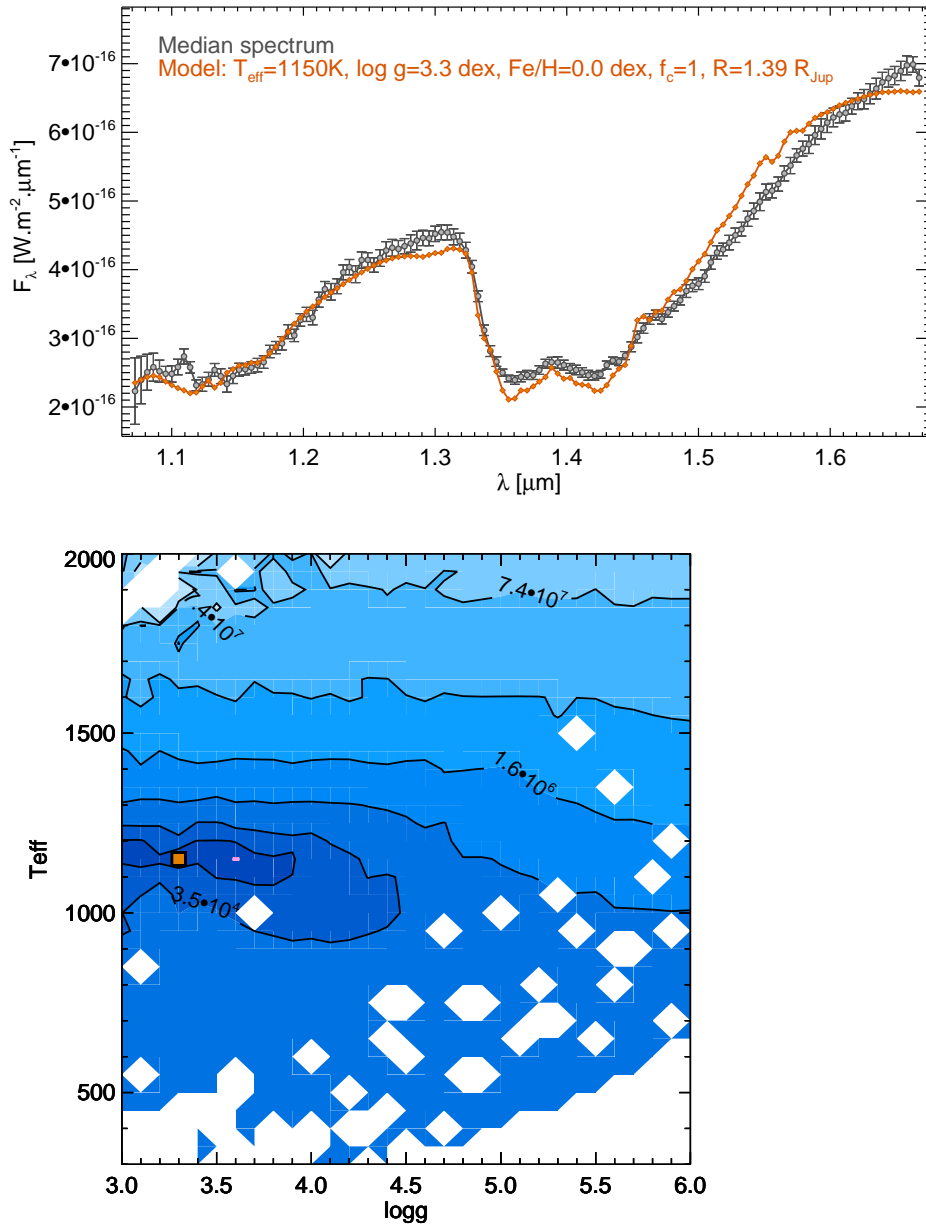 Median spectrum
Model: T_eff=1150K, log g=3.3 dex, Fe/H=0.0 dex, f_c=1, R=1.39 R_Jup
7•10^-16
6•10^-16
5•10^-16
4•10^-16
3•10^-16
2•10^-16
F_λ [W.m^-2.μm^-1]
1.1 1.2 1.3 1.4 1.5 1.6
λ [μm]
2000
1500
1000
500
Teff
7.4•10^7
.4•10^7
1.6•10^6
3.5•10^4
3.0 3.5 4.0 4.5 5.0 5.5 6.0
logg